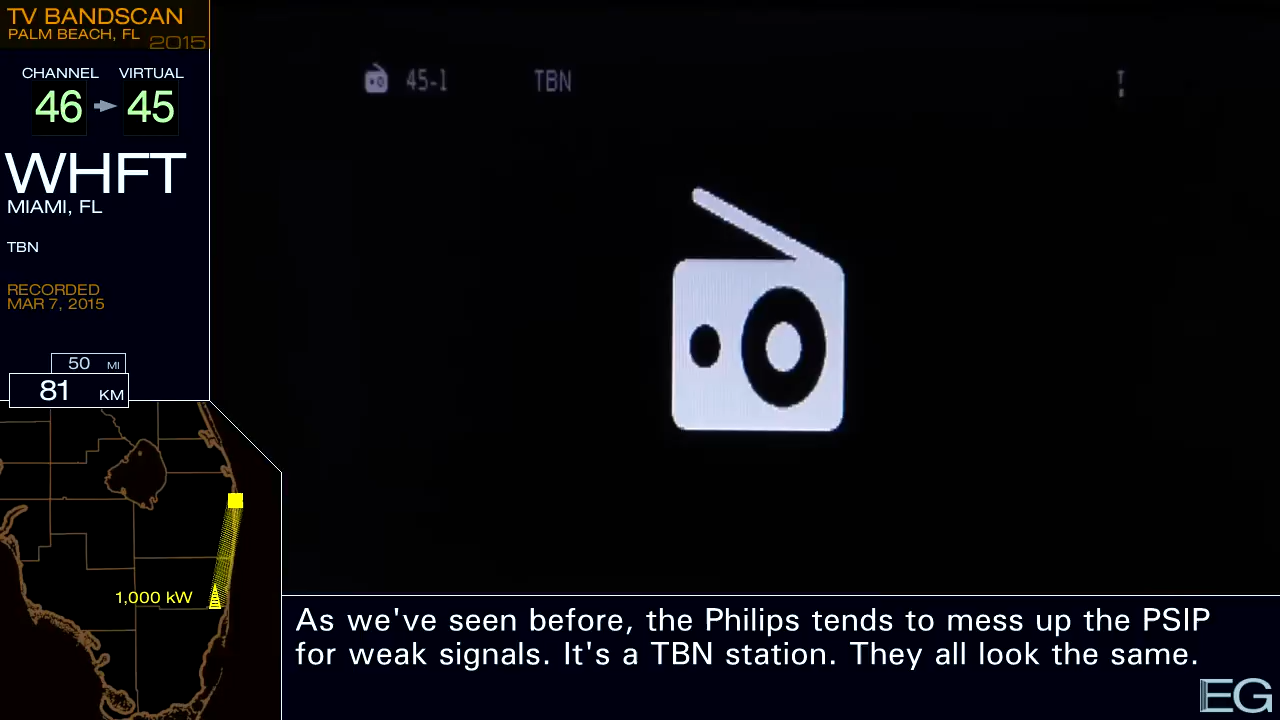 TV BANDSCAN
PALM BEACH, FL
2015
CHANNEL VIRTUAL
46 45
WHFT
MIAMI, FL
TBN
RECORDED
MAR 7, 2015
50 MI
81 KM
1,000 kW
45-1 TBN
As we've seen before, the Philips tends to mess up the PSIP
for weak signals. It's a TBN station. They all look the same.
EG